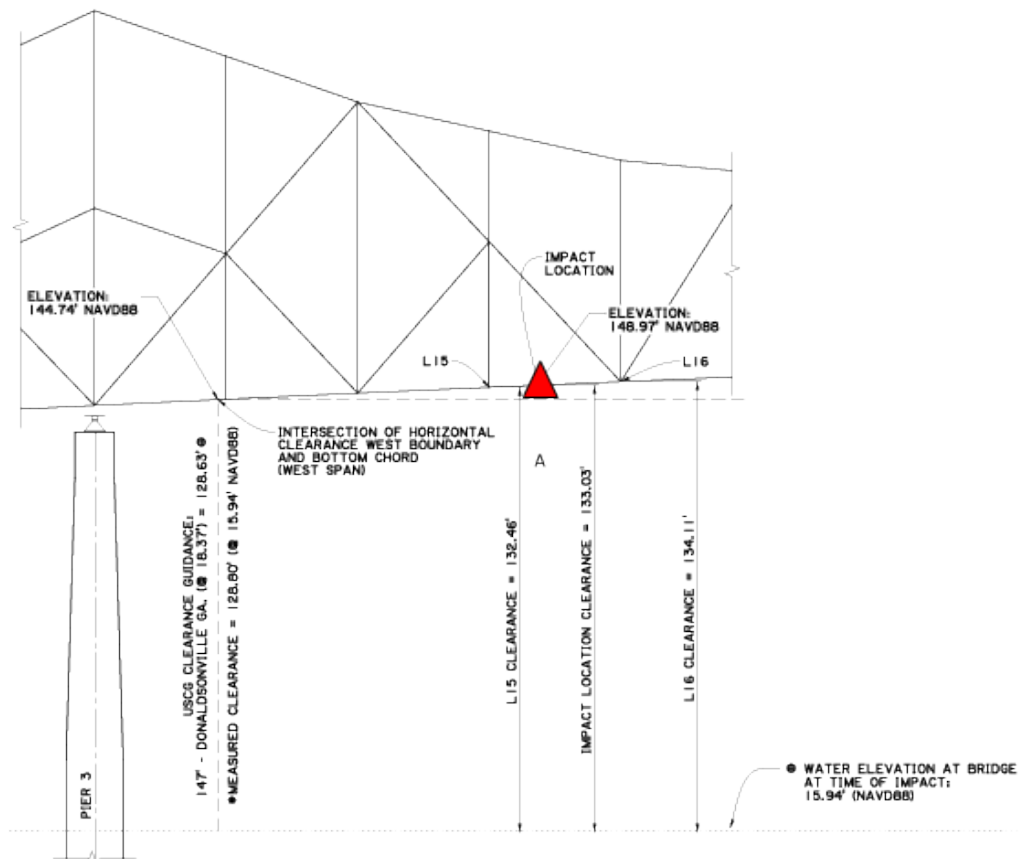 IMPACT
LOCATION
ELEVATION:
144.74' NAVD88
ELEVATION:
148.97' NAVD88
L15
L16
INTERSECTION OF HORIZONTAL
CLEARANCE WEST BOUNDARY
AND BOTTOM CHORD
(WEST SPAN)
A
USCG CLEARANCE GUIDANCE:
147' - DONALDSONVILLE GA. (@ 18.37') = 128.63' @
*MEASURED CLEARANCE = 128.80' (@ 15.94' NAVD88)
L15 CLEARANCE = 132.46'
IMPACT LOCATION CLEARANCE = 133.03'
L16 CLEARANCE = 134.11'
PIER 3
@ WATER ELEVATION AT BRIDGE
AT TIME OF IMPACT:
15.94' (NAVD88)